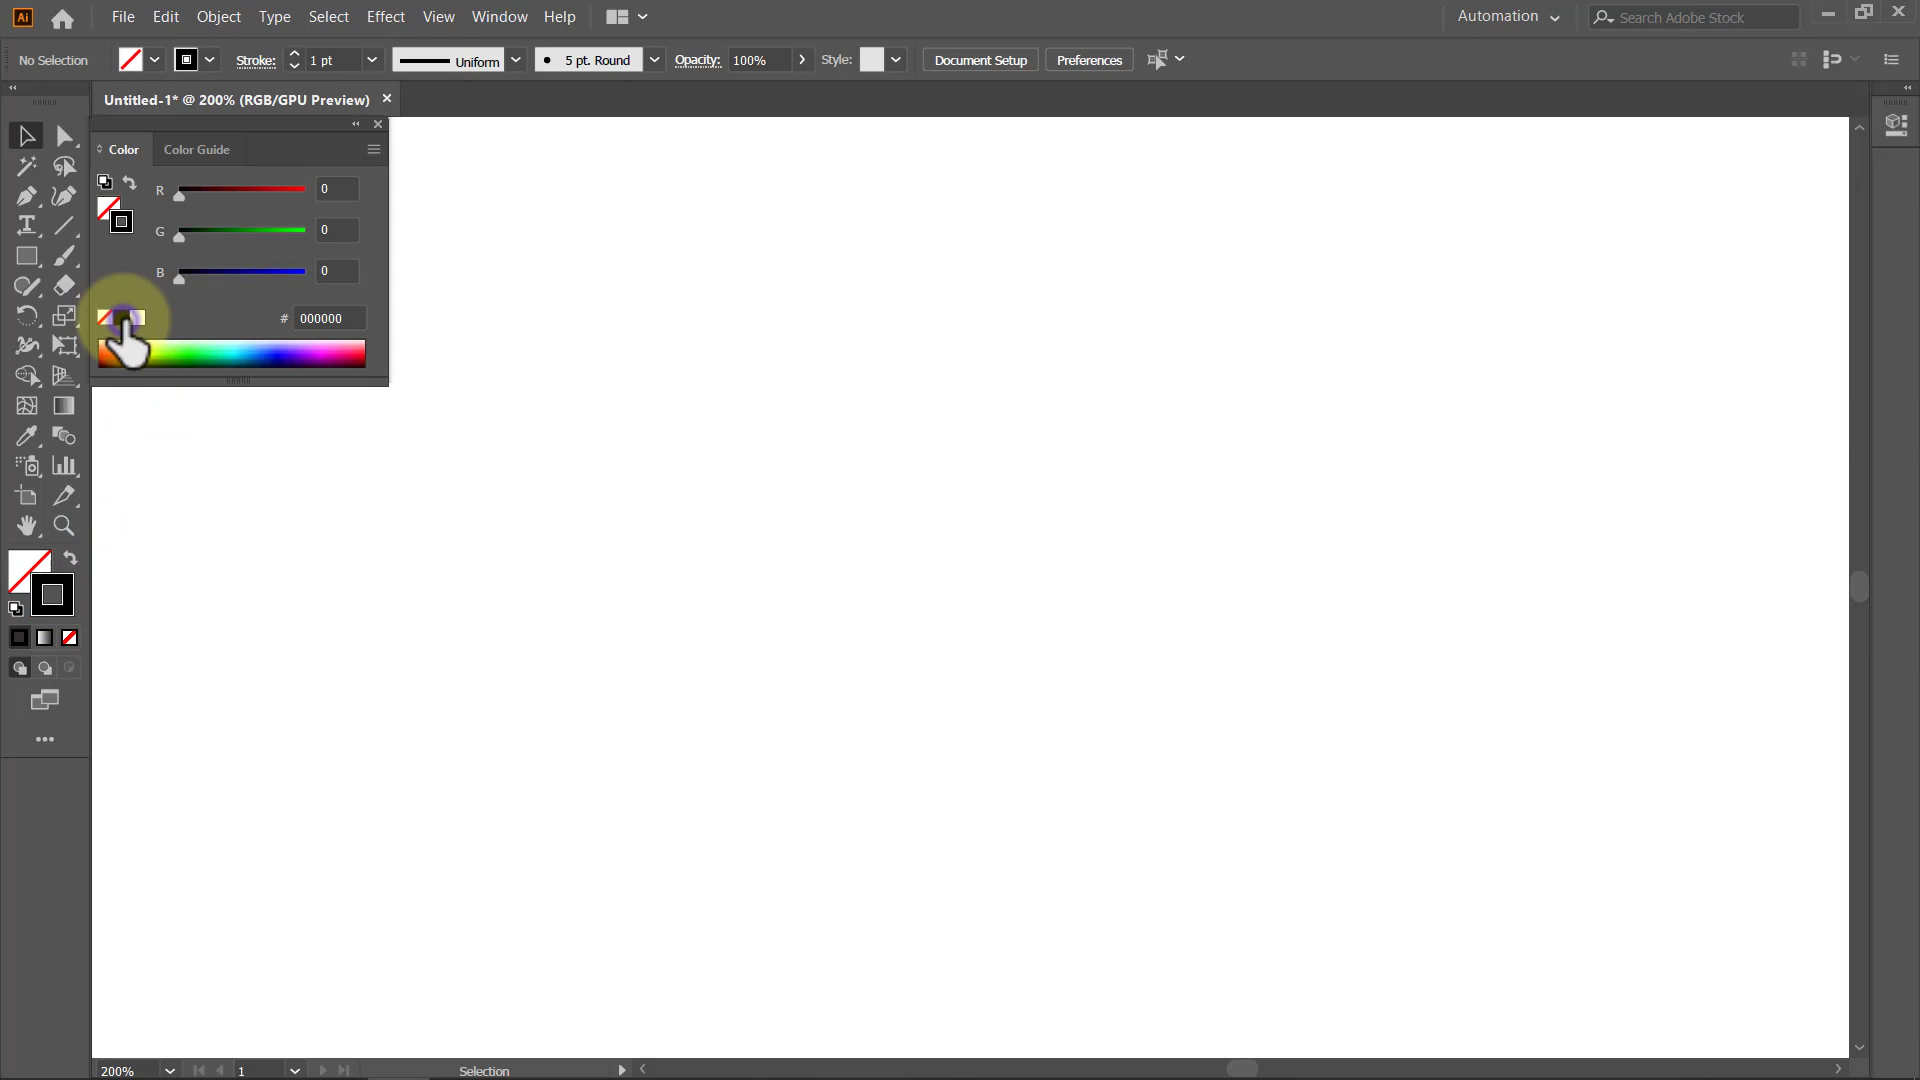 Ai File Edit Object Type Select Effect View Window Help Automation Search Adobe Stock
No Selection Stroke: 1 pt Uniform 5 pt. Round Opacity: 100% Style: Document Setup Preferences
Untitled-1* @ 200% (RGB/GPU Preview)
Color Color Guide
R 0
G 0
B 0
# 000000
200% 1 Selection